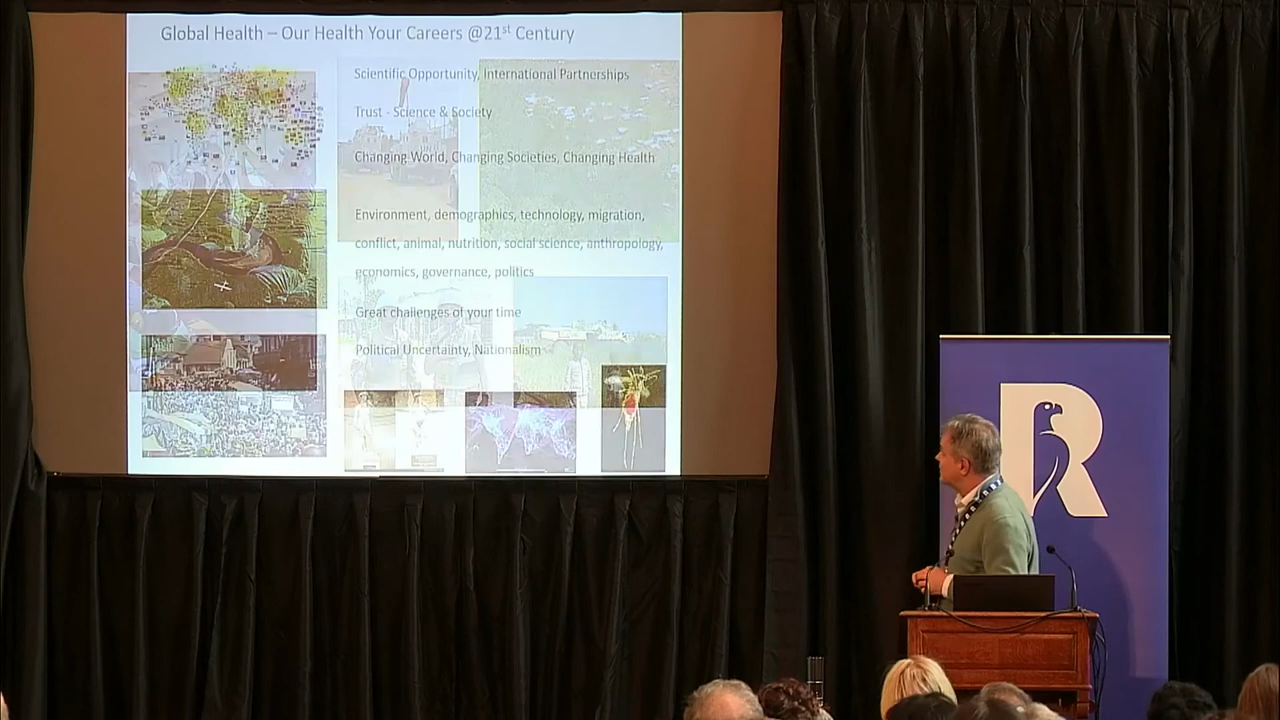 Global Health – Our Health Your Careers @21st Century
Scientific Opportunity, International Partnerships
Trust - Science & Society
Changing World, Changing Societies, Changing Health
Environment, demographics, technology, migration,
conflict, animal, nutrition, social science, anthropology,
economics, governance, politics
Great challenges of your time
Political Uncertainty, Nationalism
R